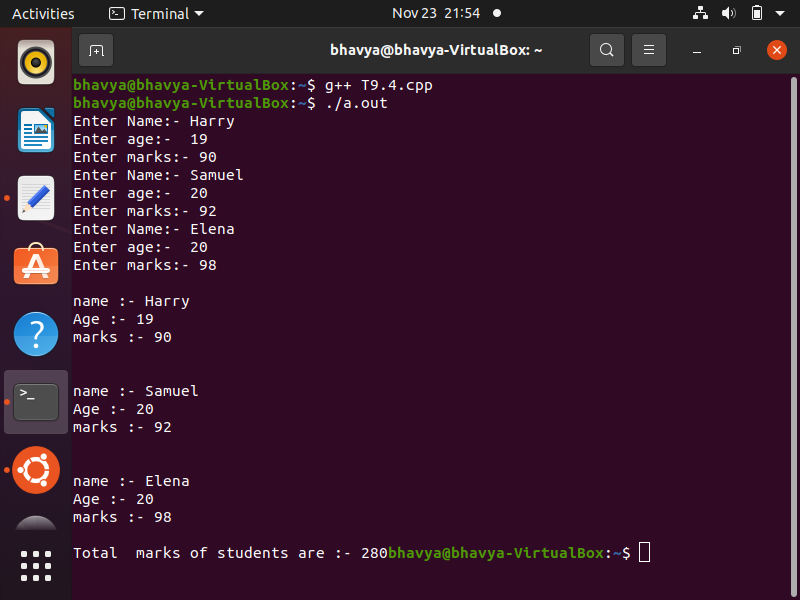 Activities
Terminal
Nov 23 21:54
bhavya@bhavya-VirtualBox: ~
bhavya@bhavya-VirtualBox:~$ g++ T9.4.cpp
bhavya@bhavya-VirtualBox:~$ ./a.out
Enter Name:- Harry
Enter age:-  19
Enter marks:- 90
Enter Name:- Samuel
Enter age:-  20
Enter marks:- 92
Enter Name:- Elena
Enter age:-  20
Enter marks:- 98
name :- Harry
Age :- 19
marks :- 90
name :- Samuel
Age :- 20
marks :- 92
name :- Elena
Age :- 20
marks :- 98
Total  marks of students are :- 280bhavya@bhavya-VirtualBox:~$